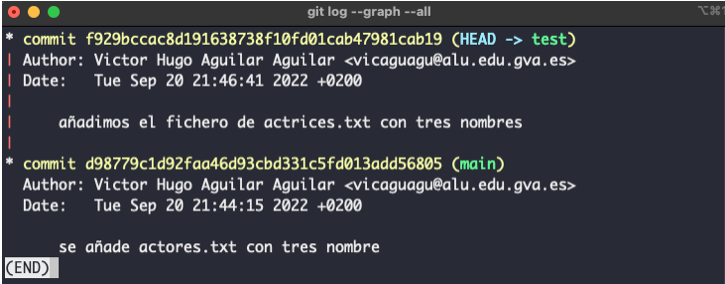 git log --graph --all
* commit f929bccac8d191638738f10fd01cab47981cab19 (HEAD -> test)
| Author: Victor Hugo Aguilar Aguilar <vicaguagu@alu.edu.gva.es>
| Date:   Tue Sep 20 21:46:41 2022 +0200
|
|     añadimos el fichero de actrices.txt con tres nombres
|
* commit d98779c1d92faa46d93cbd331c5fd013add56805 (main)
  Author: Victor Hugo Aguilar Aguilar <vicaguagu@alu.edu.gva.es>
  Date:   Tue Sep 20 21:44:15 2022 +0200

      se añade actores.txt con tres nombre
(END)